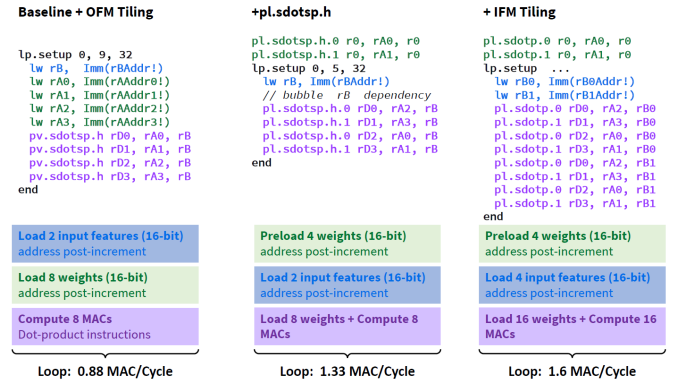 Baseline + OFM Tiling
lp.setup 0, 9, 32
lw rB, Imm(rBAddr!)
lw rA0, Imm(rAAddr0!)
lw rA1, Imm(rAAddr1!)
lw rA2, Imm(rAAddr2!)
lw rA3, Imm(rAAddr3!)
pv.sdotsp.h rD0, rA0, rB
pv.sdotsp.h rD1, rA1, rB
pv.sdotsp.h rD2, rA2, rB
pv.sdotsp.h rD3, rA3, rB
end
Load 2 input features (16-bit)
address post-increment
Load 8 weights (16-bit)
address post-increment
Compute 8 MACs
Dot-product instructions
Loop: 0.88 MAC/Cycle
+pl.sdotsp.h
pl.sdotsp.h.0 r0, rA0, r0
pl.sdotsp.h.1 r0, rA1, r0
lp.setup 0, 5, 32
lw rB, Imm(rBAddr!)
// bubble rB dependency
pl.sdotsp.h.0 rD0, rA2, rB
pl.sdotsp.h.1 rD1, rA3, rB
pl.sdotsp.h.0 rD2, rA0, rB
pl.sdotsp.h.1 rD3, rA1, rB
end
Preload 4 weights (16-bit)
address post-increment
Load 2 input features (16-bit)
address post-increment
Load 8 weights + Compute 8
MACs
Loop: 1.33 MAC/Cycle
+ IFM Tiling
pl.sdotp.0 r0, rA0, r0
pl.sdotp.1 r0, rA1, r0
lp.setup ...
lw rB0, Imm(rB0Addr!)
lw rB1, Imm(rB1Addr!)
pl.sdotp.0 rD0, rA2, rB0
pl.sdotp.1 rD1, rA3, rB0
pl.sdotp.0 rD2, rA0, rB0
pl.sdotp.1 rD3, rA1, rB0
pl.sdotp.0 rD0, rA2, rB1
pl.sdotp.1 rD1, rA3, rB1
pl.sdotp.0 rD2, rA0, rB1
pl.sdotp.1 rD3, rA1, rB1
end
Preload 4 weights (16-bit)
address post-increment
Load 4 input features (16-bit)
address post-increment
Load 16 weights + Compute 16
MACs
Loop: 1.6 MAC/Cycle